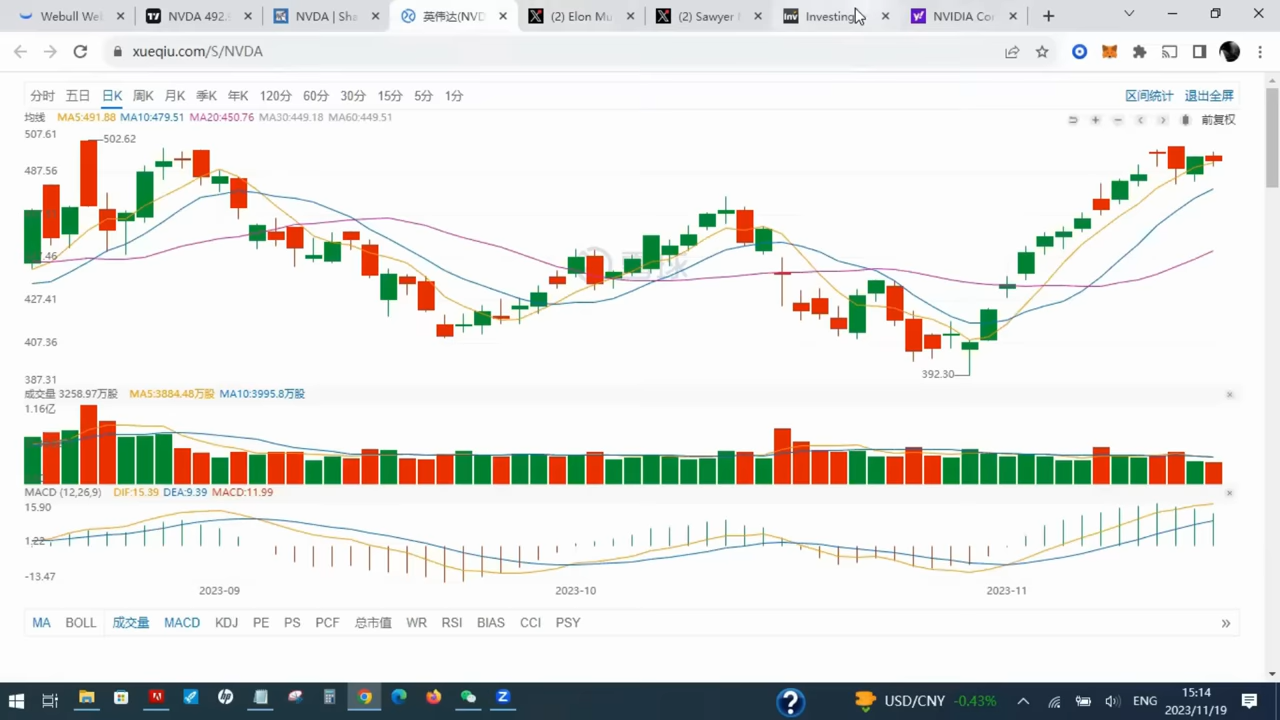 Webull We
NVDA 492.
NVDA | Sha
英伟达(NVD
(2) Elon Mu
(2) Sawyer
Investing
NVIDIA Cor
xueqiu.com/S/NVDA
分时 五日 日K 周K 月K 季K 年K 120分 60分 30分 15分 5分 1分 区间统计 退出全屏
均线 MA5:491.88 MA10:479.51 MA20:450.76 MA30:449.18 MA60:449.51 前复权
507.61
502.62
487.56
427.41
407.36
392.30
387.31
成交量 3258.97万股 MA5:3884.48万股 MA10:3995.8万股
1.16亿
MACD (12,26,9) DIF:15.39 DEA:9.39 MACD:11.99
15.90
1.22
-13.47
2023-09 2023-10 2023-11
MA BOLL 成交量 MACD KDJ PE PS PCF 总市值 WR RSI BIAS CCI PSY »
USD/CNY -0.43% ENG 15:14
2023/11/19